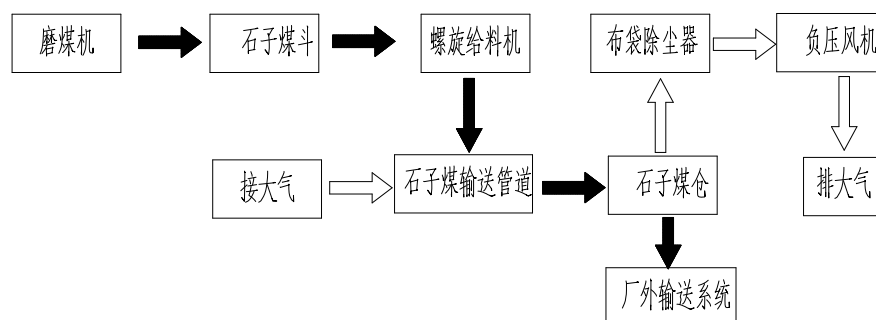 磨煤机
石子煤斗
螺旋给料机
布袋除尘器
负压风机
接大气
石子煤输送管道
石子煤仓
排大气
厂外输送系统